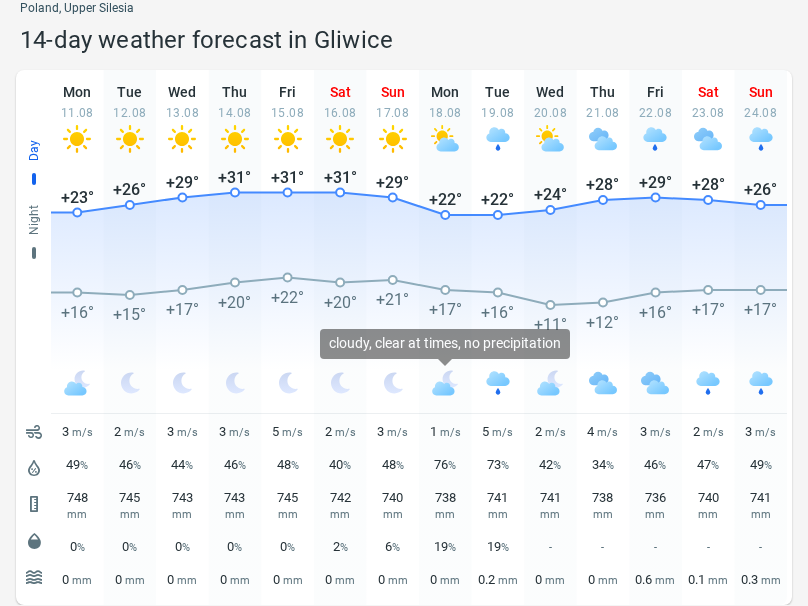 Poland, Upper Silesia
14-day weather forecast in Gliwice
Mon Tue Wed Thu Fri Sat Sun Mon Tue Wed Thu Fri Sat Sun
11.08 12.08 13.08 14.08 15.08 16.08 17.08 18.08 19.08 20.08 21.08 22.08 23.08 24.08
Day
+23° +26° +29° +31° +31° +31° +29° +22° +22° +24° +28° +29° +28° +26°
Night
+16° +15° +17° +20° +22° +20° +21° +17° +16° +11° +12° +16° +17° +17°
cloudy, clear at times, no precipitation
3 m/s 2 m/s 3 m/s 3 m/s 5 m/s 2 m/s 3 m/s 1 m/s 5 m/s 2 m/s 4 m/s 3 m/s 2 m/s 3 m/s
49% 46% 44% 46% 48% 40% 48% 76% 73% 42% 34% 46% 47% 49%
748 745 743 743 745 742 740 738 741 741 738 736 740 741
mm mm mm mm mm mm mm mm mm mm mm mm mm mm
0% 0% 0% 0% 0% 2% 6% 19% 19% - - - - -
0 mm 0 mm 0 mm 0 mm 0 mm 0 mm 0 mm 0 mm 0.2 mm 0 mm 0 mm 0.6 mm 0.1 mm 0.3 mm